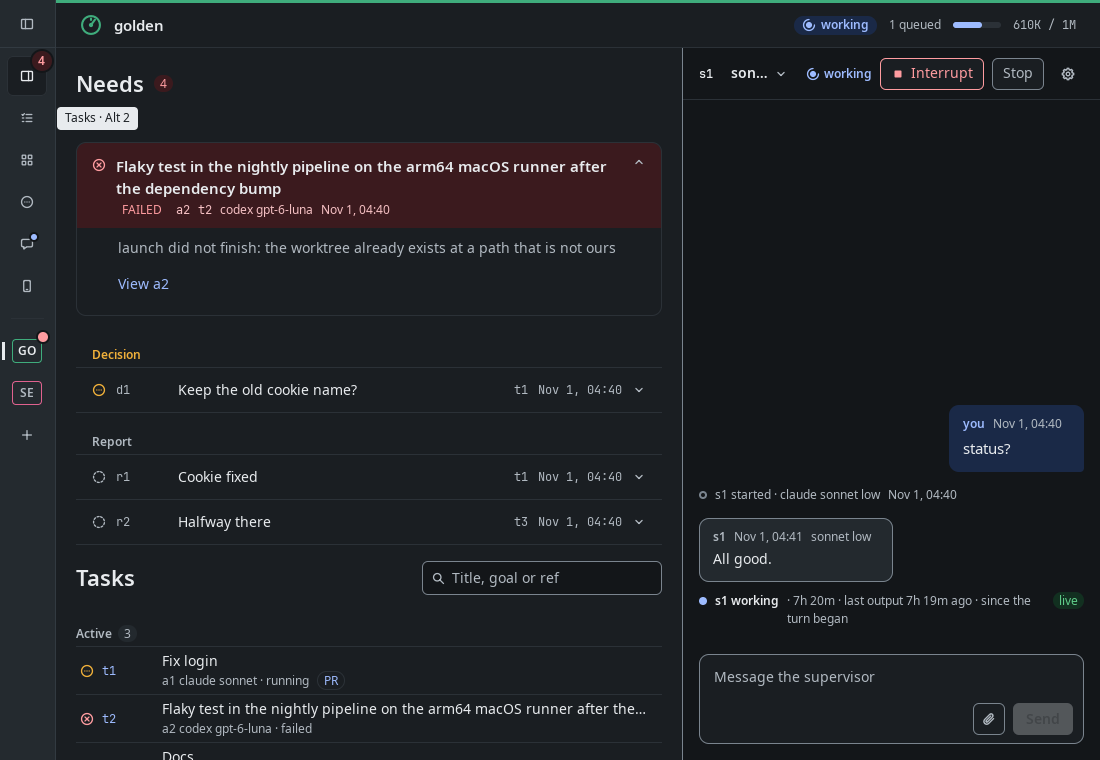 golden
working
1 queued
610K / 1M
4
Needs 4
Tasks · Alt 2
Flaky test in the nightly pipeline on the arm64 macOS runner after
the dependency bump
FAILED a2 t2 codex gpt-6-luna Nov 1, 04:40
launch did not finish: the worktree already exists at a path that is not ours
View a2
Decision
d1 Keep the old cookie name? t1 Nov 1, 04:40
Report
r1 Cookie fixed t1 Nov 1, 04:40
r2 Halfway there t3 Nov 1, 04:40
Tasks
Title, goal or ref
Active 3
t1 Fix login
a1 claude sonnet · running PR
t2 Flaky test in the nightly pipeline on the arm64 macOS runner after the…
a2 codex gpt-6-luna · failed
Docs
GO
SE
s1 son… working Interrupt Stop
you Nov 1, 04:40
status?
s1 started · claude sonnet low Nov 1, 04:40
s1 Nov 1, 04:41 sonnet low
All good.
s1 working · 7h 20m · last output 7h 19m ago · since the
turn began
live
Message the supervisor
Send